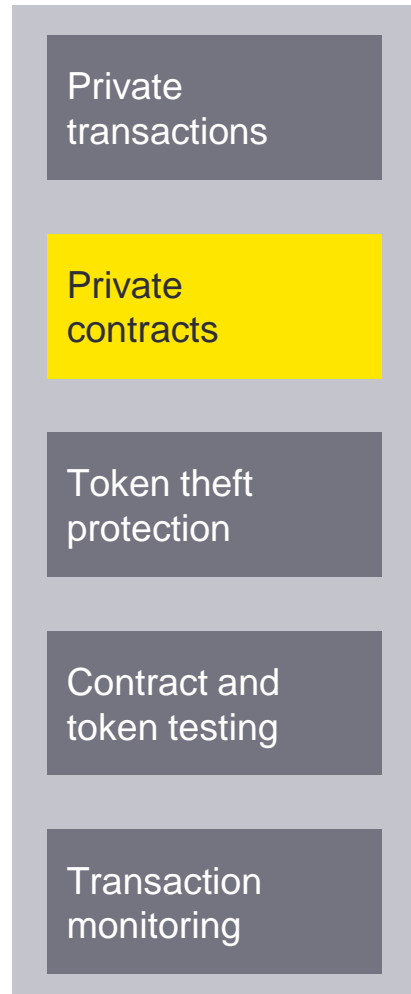 Private
transactions
Private
contracts
Token theft
protection
Contract and
token testing
Transaction
monitoring